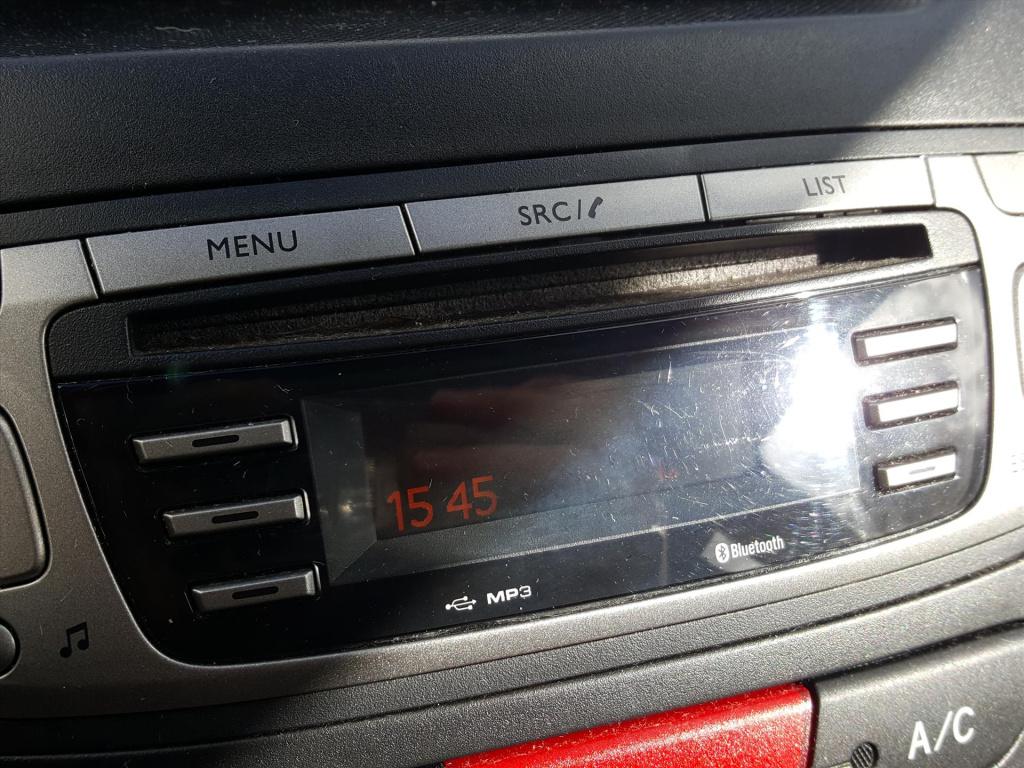 MENU
SRC/
LIST
15 45
MP3
Bluetooth
A/C